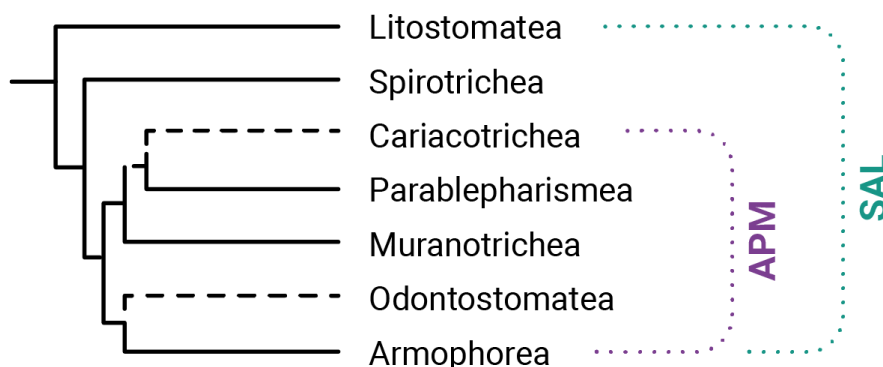 Litostomatea
Spirotrichea
Cariacotrichea
Parablepharismea
Muranotrichea
Odontostomatea
Armophorea
APM
SAL